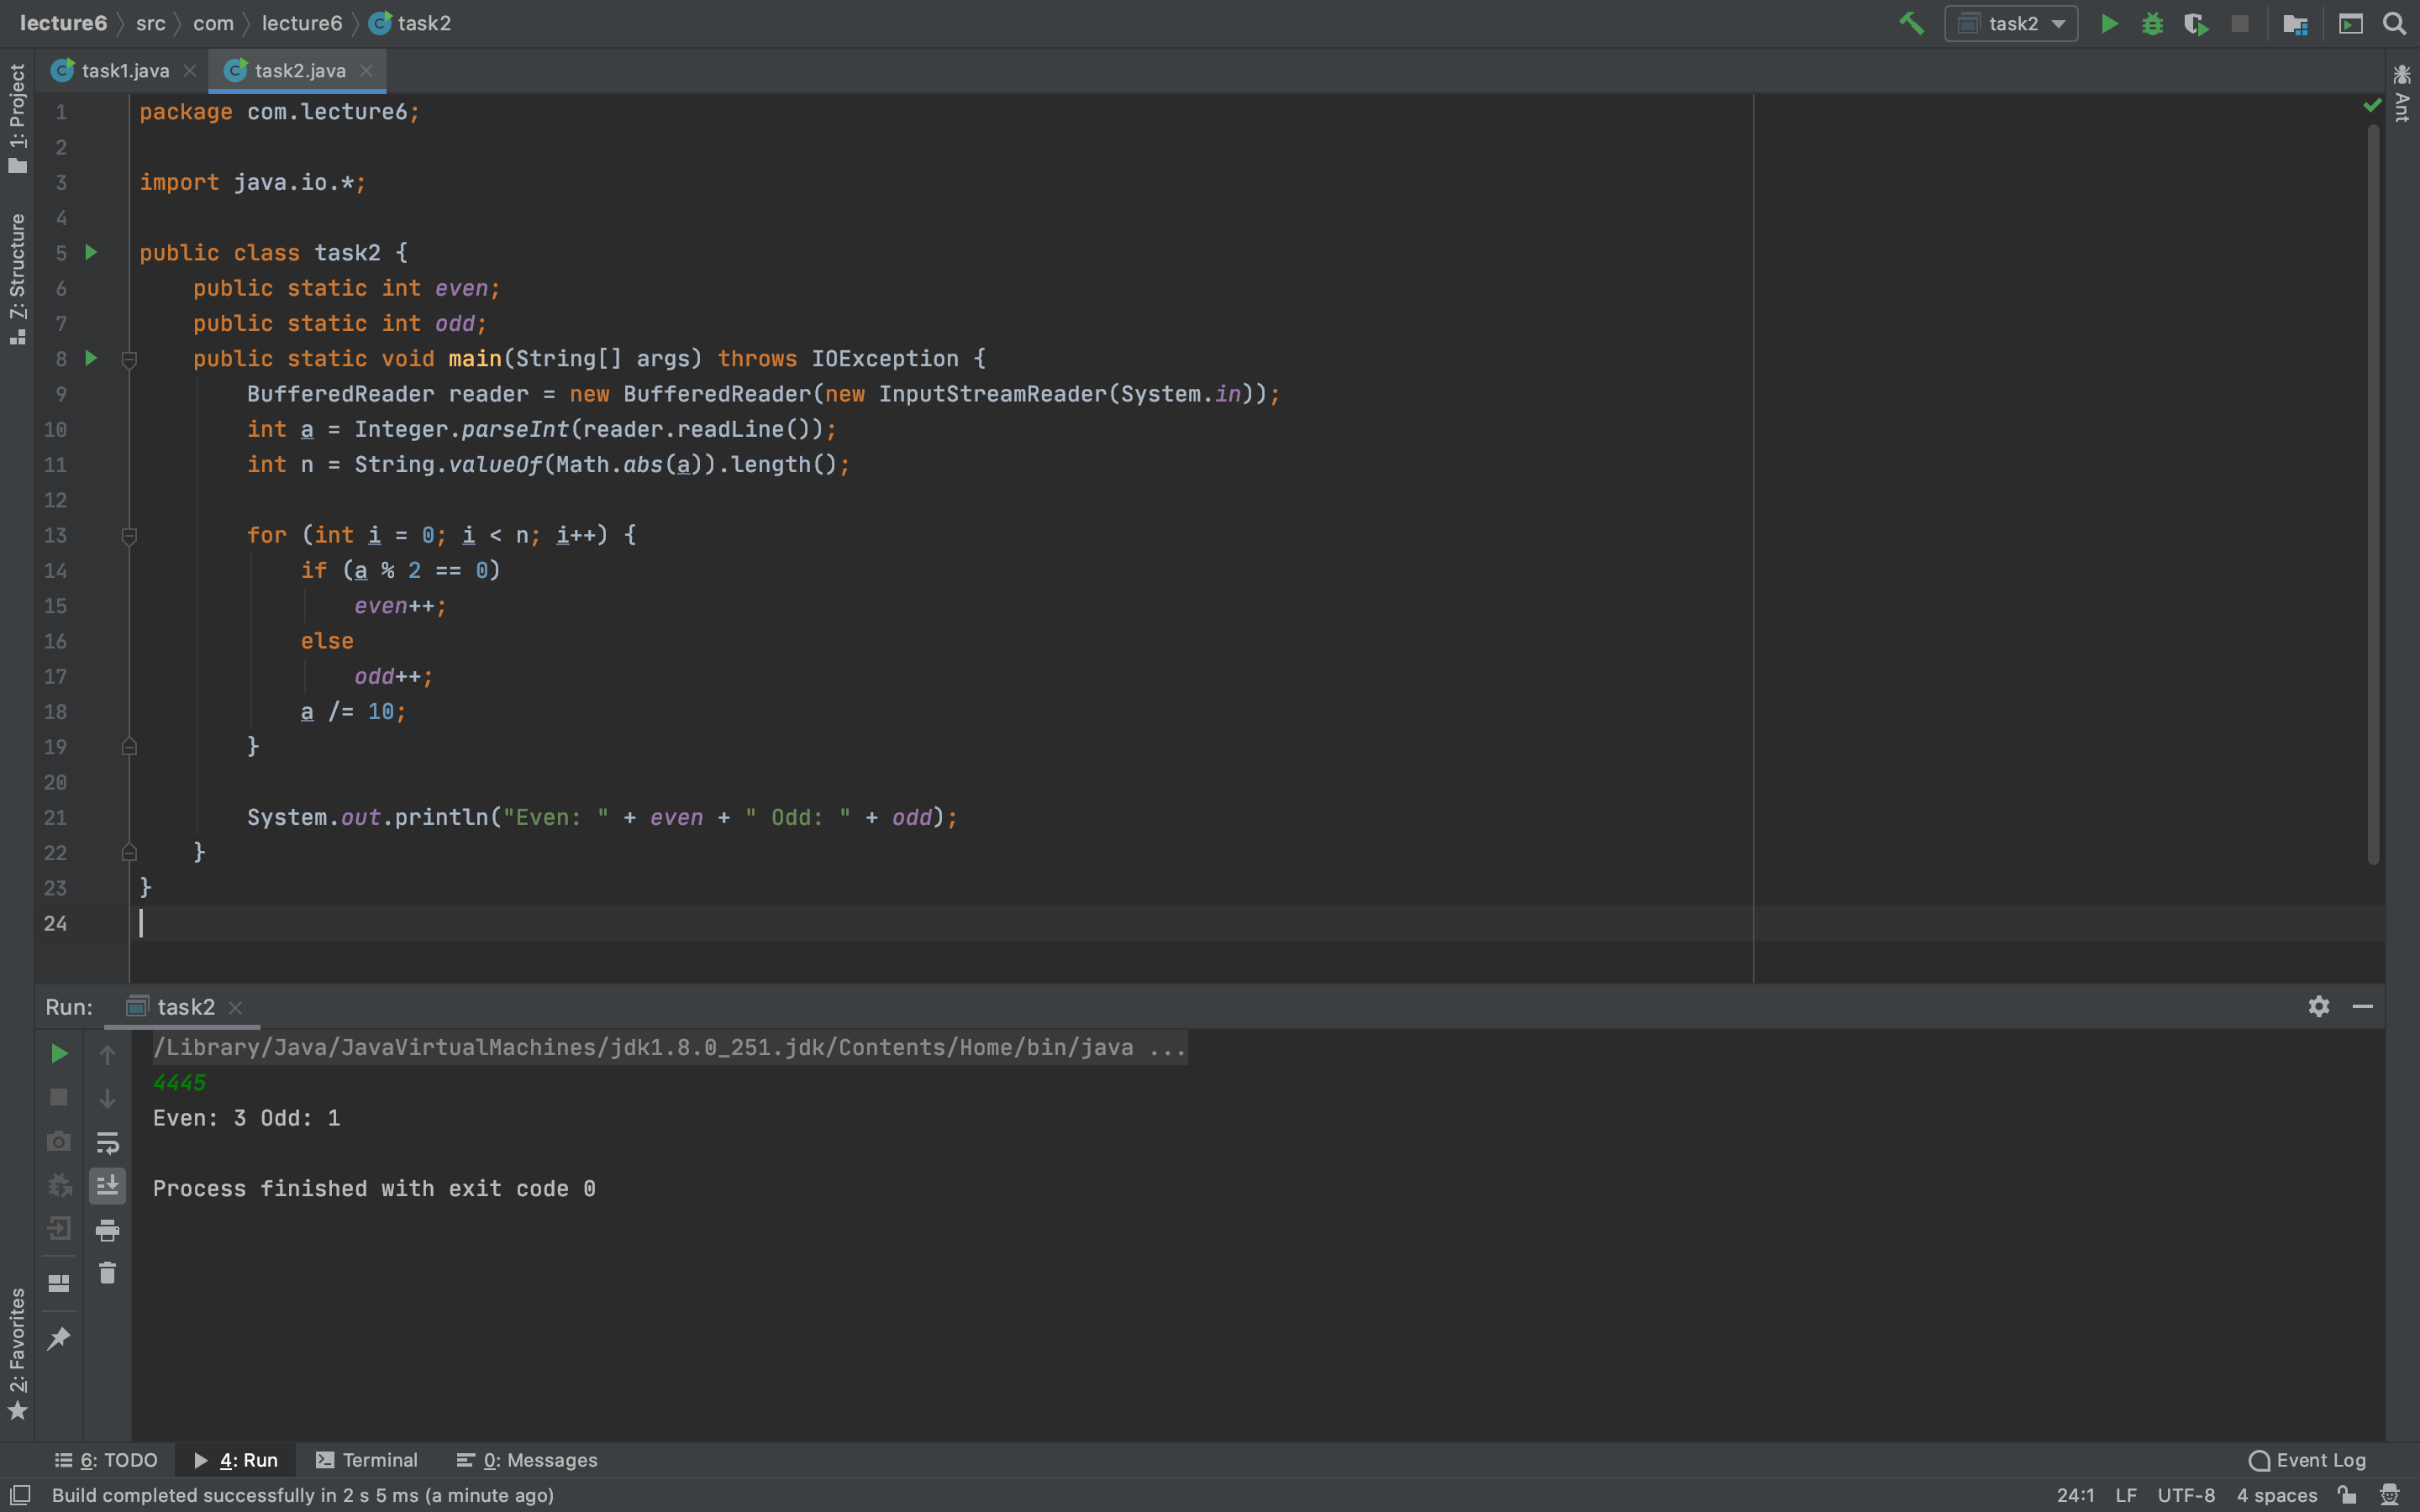 lecture6 src com lecture6 task2
task2
task1.java task2.java
1: Project
7: Structure
2: Favorites
Ant
1 package com.lecture6;
2
3 import java.io.*;
4
5 public class task2 {
6 public static int even;
7 public static int odd;
8 public static void main(String[] args) throws IOException {
9 BufferedReader reader = new BufferedReader(new InputStreamReader(System.in));
10 int a = Integer.parseInt(reader.readLine());
11 int n = String.valueOf(Math.abs(a)).length();
12
13 for (int i = 0; i < n; i++) {
14 if (a % 2 == 0)
15 even++;
16 else
17 odd++;
18 a /= 10;
19 }
20
21 System.out.println("Even: " + even + " Odd: " + odd);
22 }
23 }
24
Run: task2
/Library/Java/JavaVirtualMachines/jdk1.8.0_251.jdk/Contents/Home/bin/java ...
4445
Even: 3 Odd: 1
Process finished with exit code 0
6: TODO 4: Run Terminal 0: Messages Event Log
Build completed successfully in 2 s 5 ms (a minute ago) 24:1 LF UTF-8 4 spaces